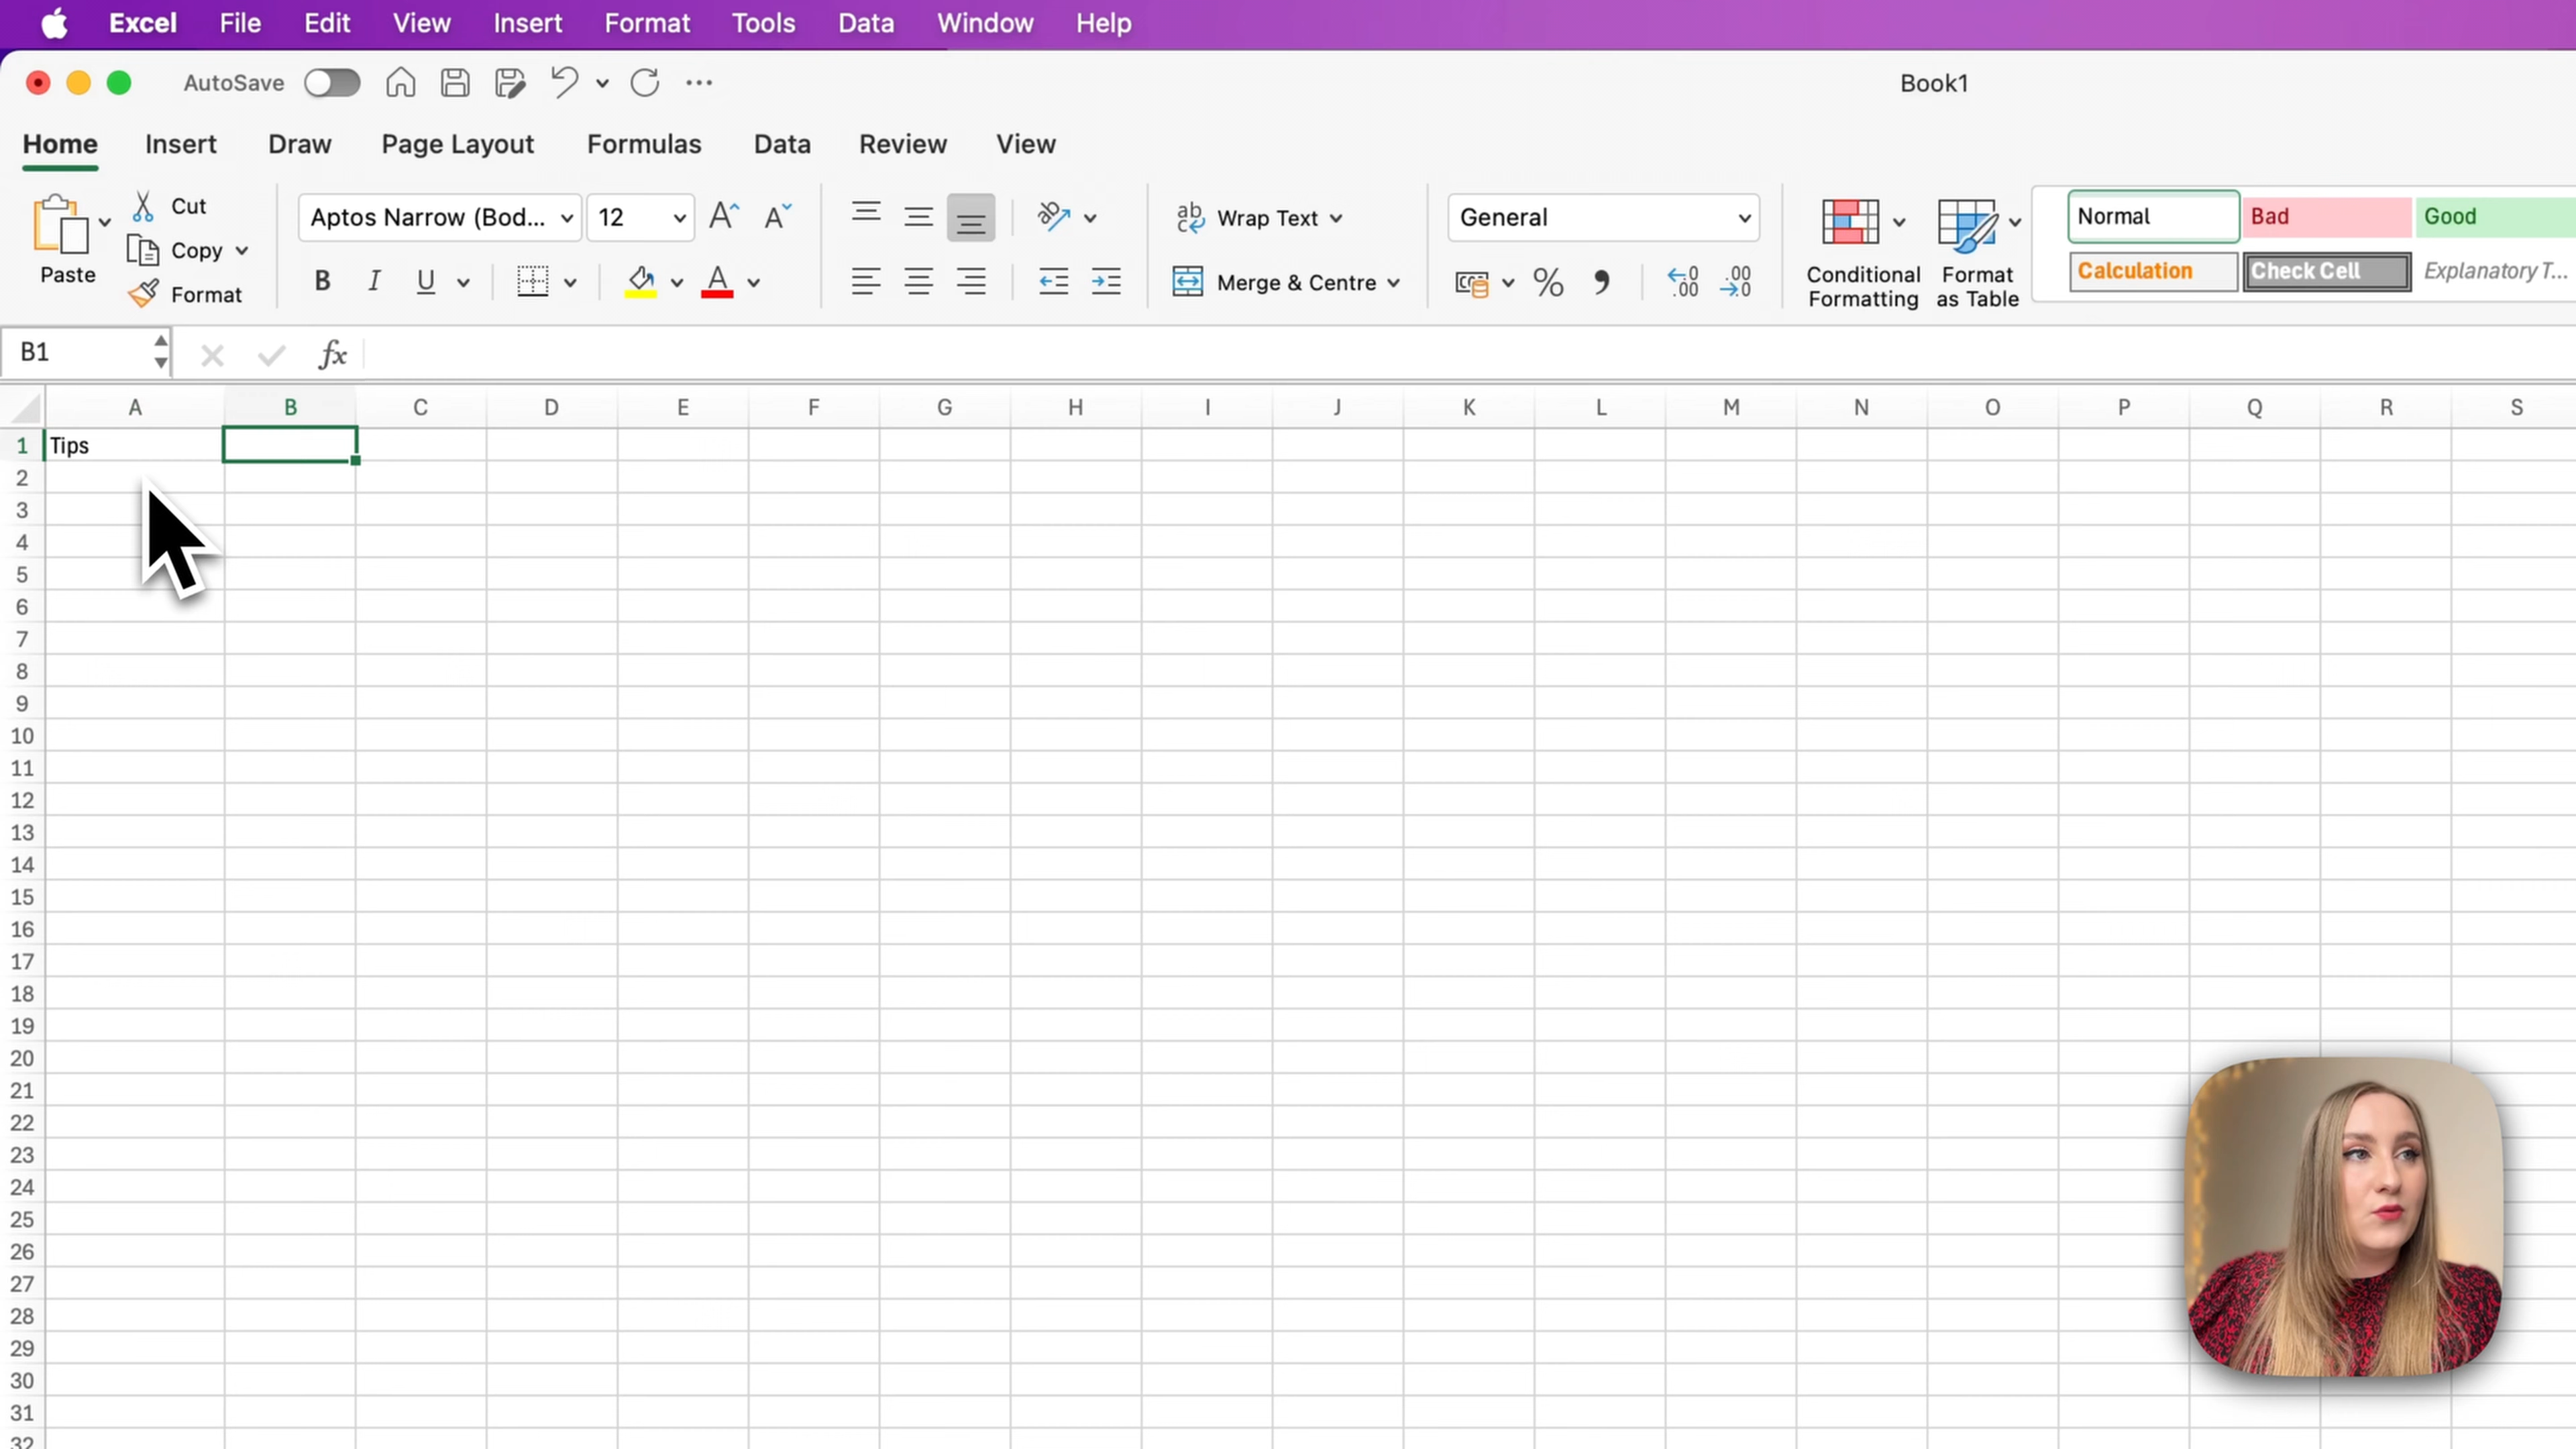 Excel File Edit View Insert Format Tools Data Window Help
AutoSave Book1
Home Insert Draw Page Layout Formulas Data Review View
Paste
Cut
Copy
Format
Aptos Narrow (Bod... 12
B I U
Wrap Text
Merge & Centre
General
Conditional Formatting
Format as Table
Normal Bad Good
Calculation Check Cell Explanatory T...
B1 fx
A B C D E F G H I J K L M N O P Q R S
1 Tips
2
3
4
5
6
7
8
9
10
11
12
13
14
15
16
17
18
19
20
21
22
23
24
25
26
27
28
29
30
31
32